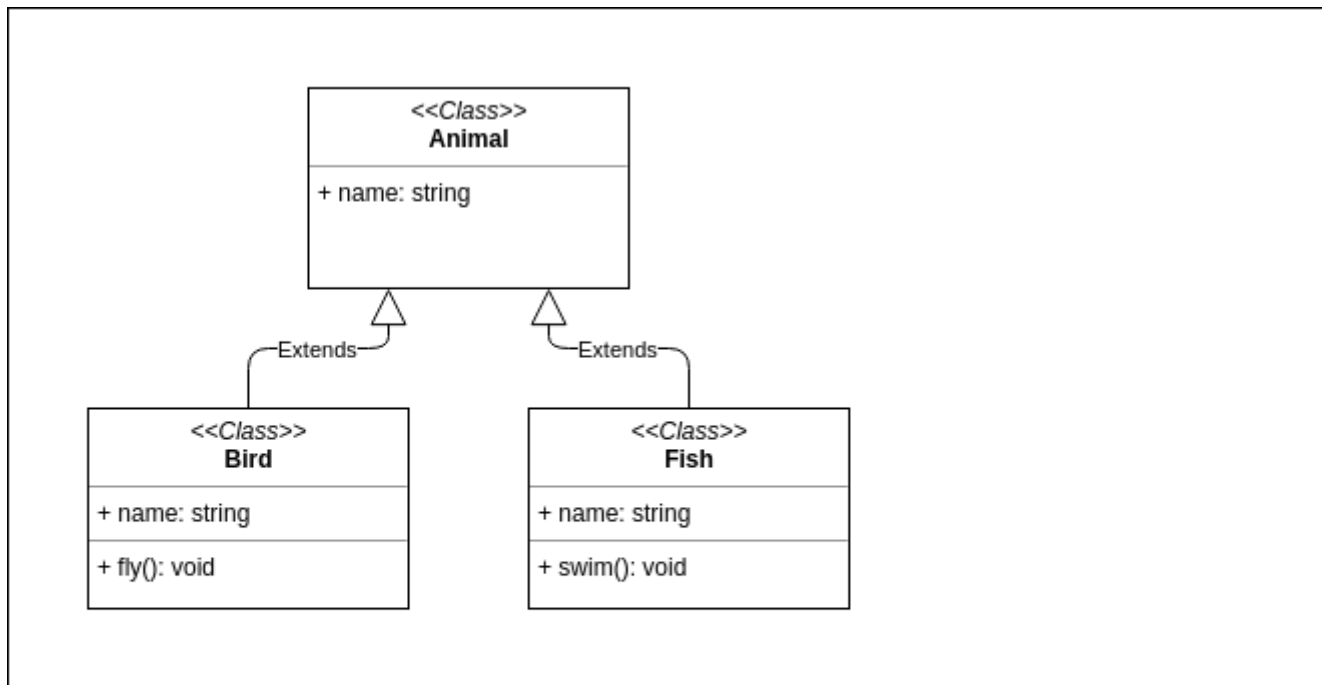 <<Class>>
Animal
+ name: string
Extends
Extends
<<Class>>
Bird
+ name: string
+ fly(): void
<<Class>>
Fish
+ name: string
+ swim(): void